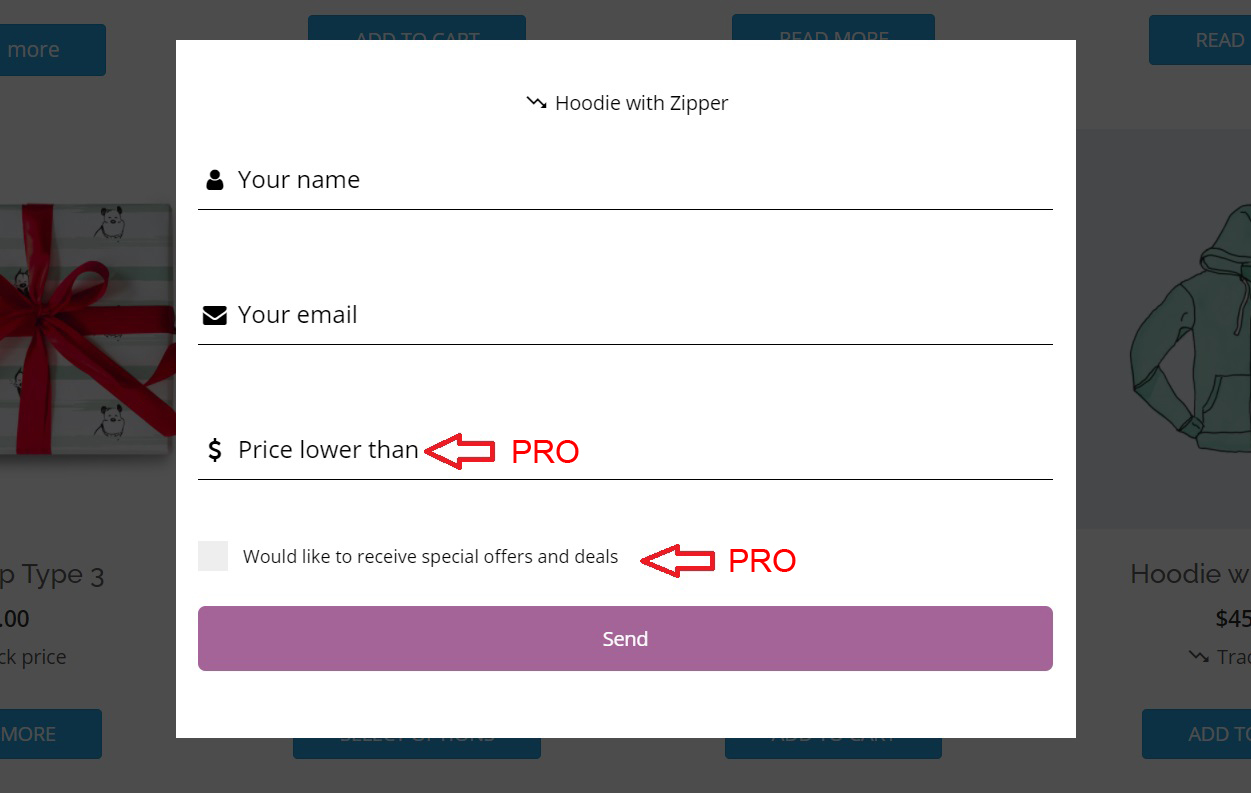 more
ADD TO CART
READ MORE
READ
Hoodie with Zipper
Your name
Your email
$ Price lower than PRO
Would like to receive special offers and deals PRO
Send
p Type 3
.00
ck price
MORE
SELECT OPTIONS
ADD TO CART
Hoodie w
$45
Trac
ADD TO